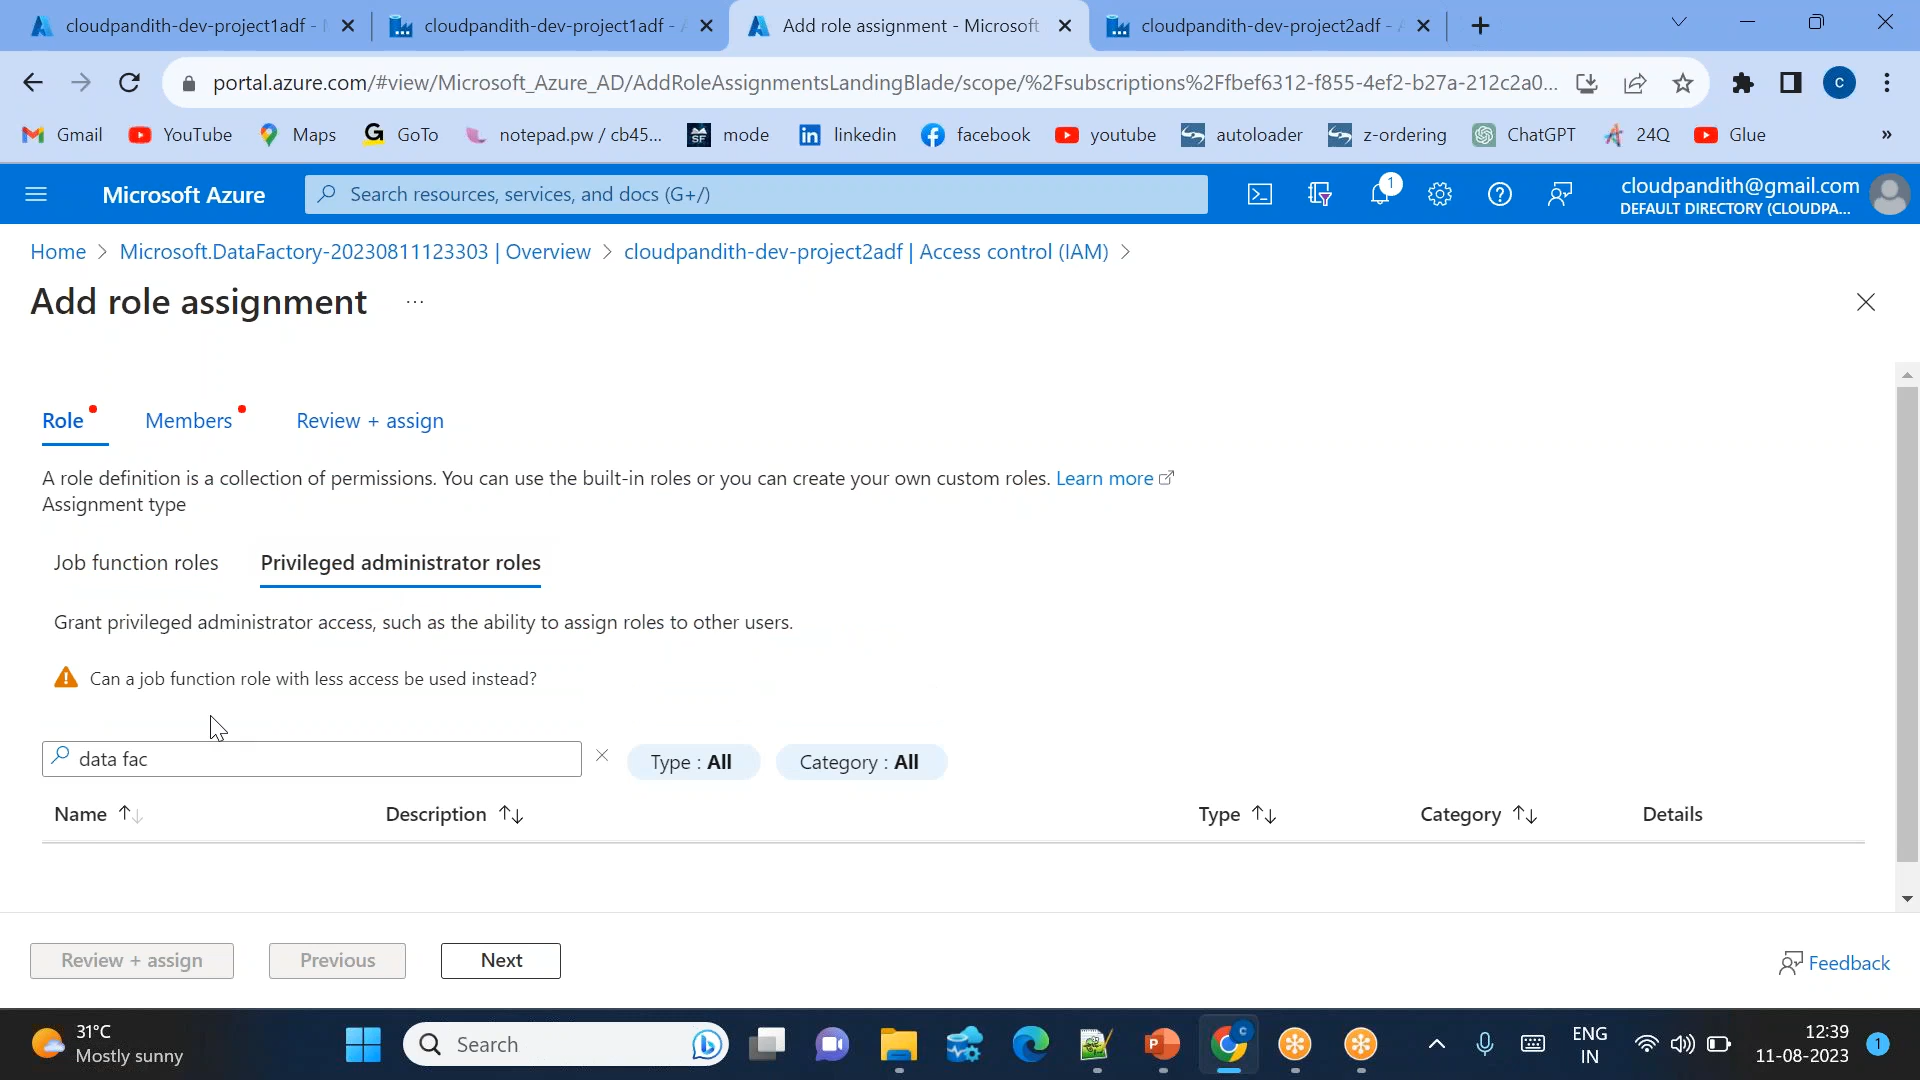 cloudpandith-dev-project1adf -
cloudpandith-dev-project1adf -
Add role assignment - Microsoft
cloudpandith-dev-project2adf -
portal.azure.com/#view/Microsoft_Azure_AD/AddRoleAssignmentsLandingBlade/scope/%2Fsubscriptions%2Ffbef6312-f855-4ef2-b27a-212c2a0...
c
Gmail
YouTube
Maps
GoTo
notepad.pw / cb45...
mode
linkedin
facebook
youtube
autoloader
z-ordering
ChatGPT
24Q
Glue
»
Microsoft Azure
Search resources, services, and docs (G+/)
1
cloudpandith@gmail.com
DEFAULT DIRECTORY (CLOUDPA...
Home > Microsoft.DataFactory-20230811123303 | Overview > cloudpandith-dev-project2adf | Access control (IAM) >
Add role assignment ...
Role
Members
Review + assign
A role definition is a collection of permissions. You can use the built-in roles or you can create your own custom roles. Learn more
Assignment type
Job function roles
Privileged administrator roles
Grant privileged administrator access, such as the ability to assign roles to other users.
Can a job function role with less access be used instead?
data fac
Type : All
Category : All
Name
Description
Type
Category
Details
Review + assign
Previous
Next
Feedback
31°C
Mostly sunny
Search
ENG
IN
12:39
11-08-2023
1